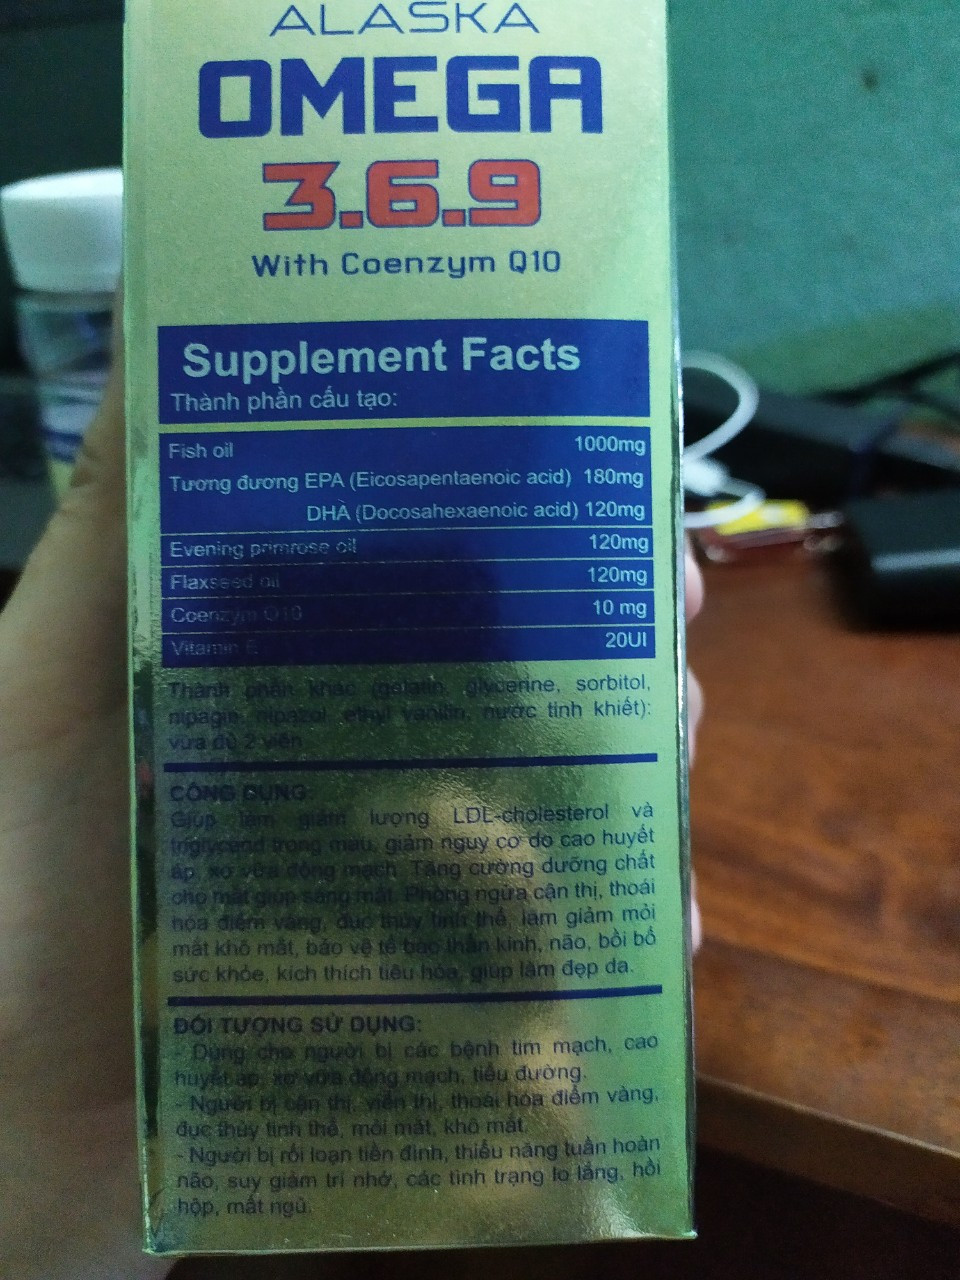 ALASKA
OMEGA
3.6.9
With Coenzym Q10
Supplement Facts
Thành phần cấu tạo:
Fish oil 1000mg
Tương đương EPA (Eicosapentaenoic acid) 180mg
DHA (Docosahexaenoic acid) 120mg
Evening primrose oil 120mg
Flaxseed oil 120mg
Coenzym Q10 10 mg
Vitamin E 20UI
Thành phần khác (gelatin, glycerine, sorbitol,
nipagin, nipazol, ethyl vanilin, nước tinh khiết):
vừa đủ 2 viên
CÔNG DỤNG:
Giúp làm giảm lượng LDL-cholesterol và
triglycerid trong máu, giảm nguy cơ do cao huyết
áp, xơ vữa động mạch. Tăng cường dưỡng chất
cho mắt giúp sáng mắt. Phòng ngừa cận thị, thoái
hóa điểm vàng, đục thủy tinh thể, làm giảm mỏi
mắt khô mắt, bảo vệ tế bào thần kinh, não, bồi bổ
sức khỏe, kích thích tiêu hóa, giúp làm đẹp da.
ĐỐI TƯỢNG SỬ DỤNG:
- Dùng cho người bị các bệnh tim mạch, cao
huyết áp, xơ vữa động mạch, tiểu đường.
- Người bị cận thị, viễn thị, thoái hóa điểm vàng,
đục thủy tinh thể, mỏi mắt, khô mắt.
- Người bị rối loạn tiền đình, thiểu năng tuần hoàn
não, suy giảm trí nhớ, các tình trạng lo lắng, hồi
hộp, mất ngủ.